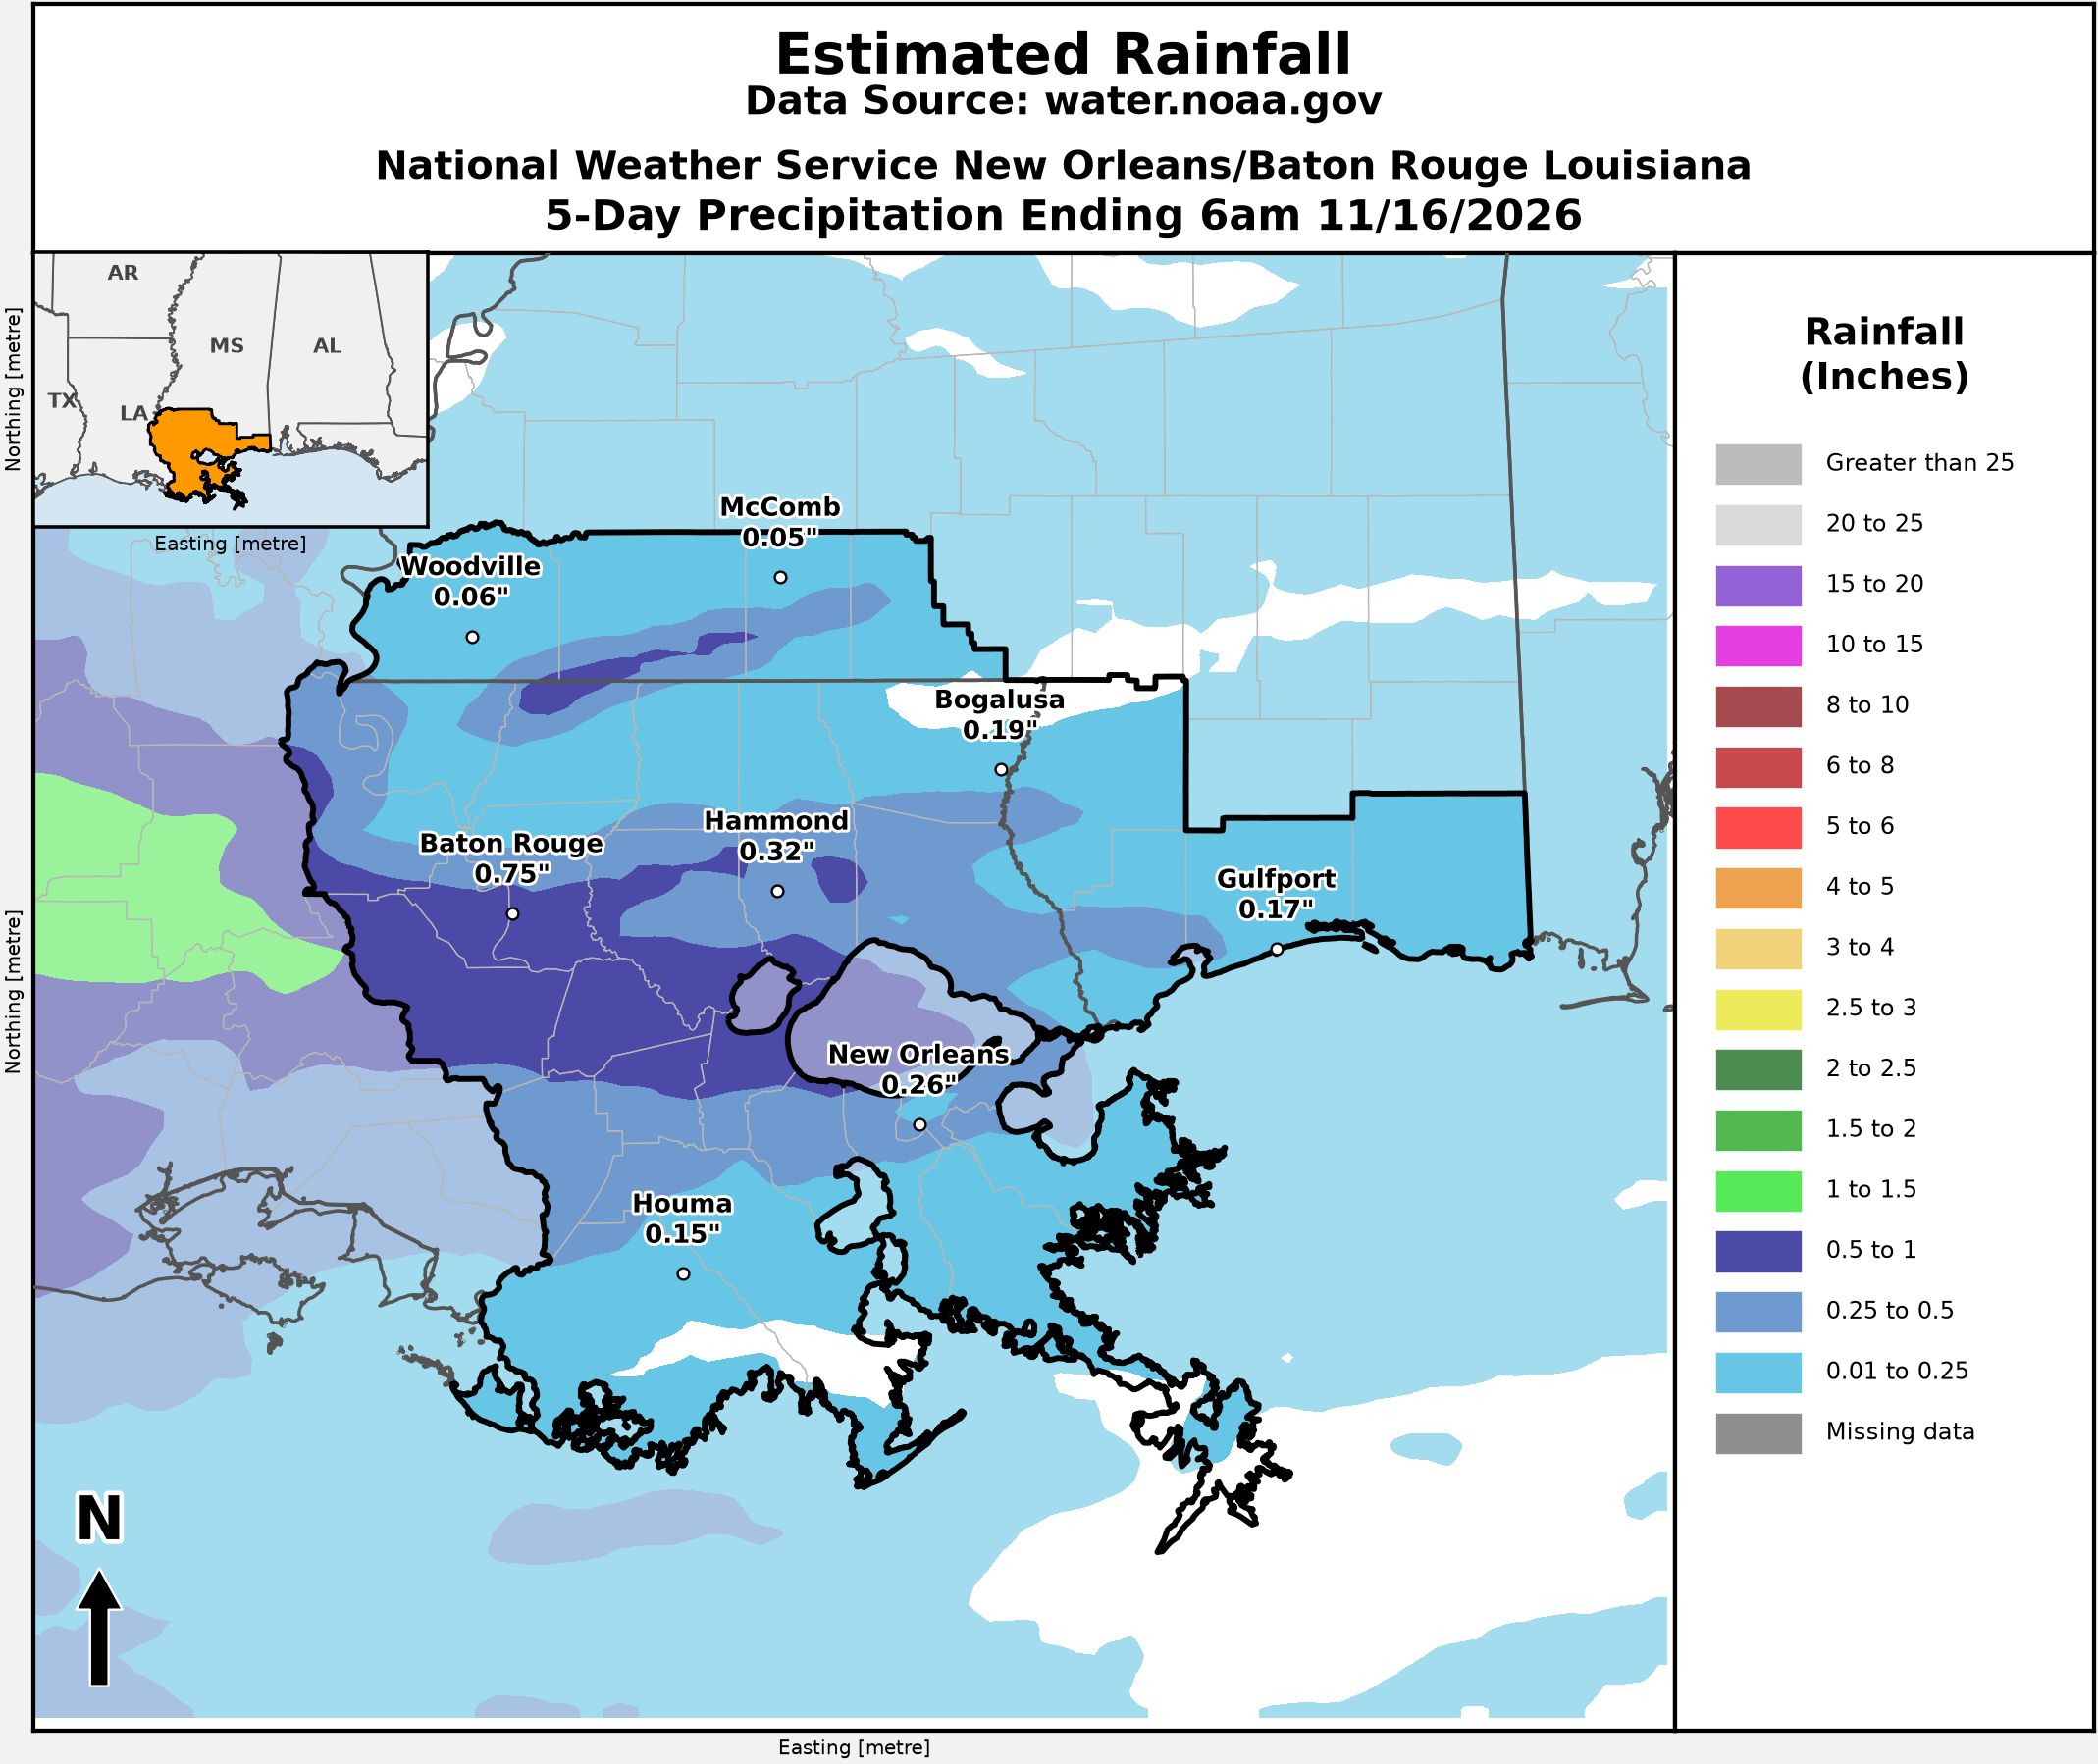 Estimated Rainfall
Data Source: water.noaa.gov
National Weather Service New Orleans/Baton Rouge Louisiana
5-Day Precipitation Ending 6am 11/16/2026
AR
MS
AL
TX
LA
Northing [metre]
Easting [metre]
McComb
0.05"
Woodville
0.06"
Bogalusa
0.19"
Hammond
0.32"
Baton Rouge
0.75"
Gulfport
0.17"
New Orleans
0.26"
Houma
0.15"
N
Northing [metre]
Easting [metre]
Rainfall
(Inches)
Greater than 25
20 to 25
15 to 20
10 to 15
8 to 10
6 to 8
5 to 6
4 to 5
3 to 4
2.5 to 3
2 to 2.5
1.5 to 2
1 to 1.5
0.5 to 1
0.25 to 0.5
0.01 to 0.25
Missing data